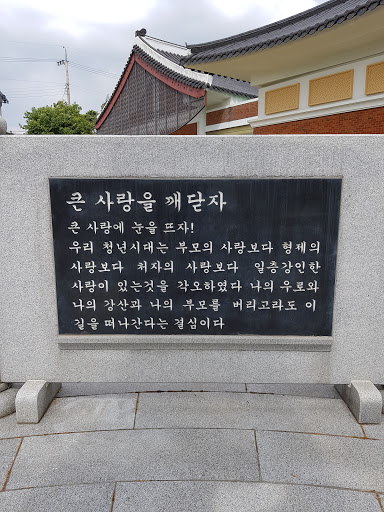 큰 사랑을 깨닫자
큰 사랑에 눈을 뜨자!
우리 청년시대는 부모의 사랑보다 형제의
사랑보다 처자의 사랑보다 일층강인한
사랑이 있는것을 각오하였다 나의 우로와
나의 강산과 나의 부모를 버리고라도 이
길을 떠나간다는 결심이다